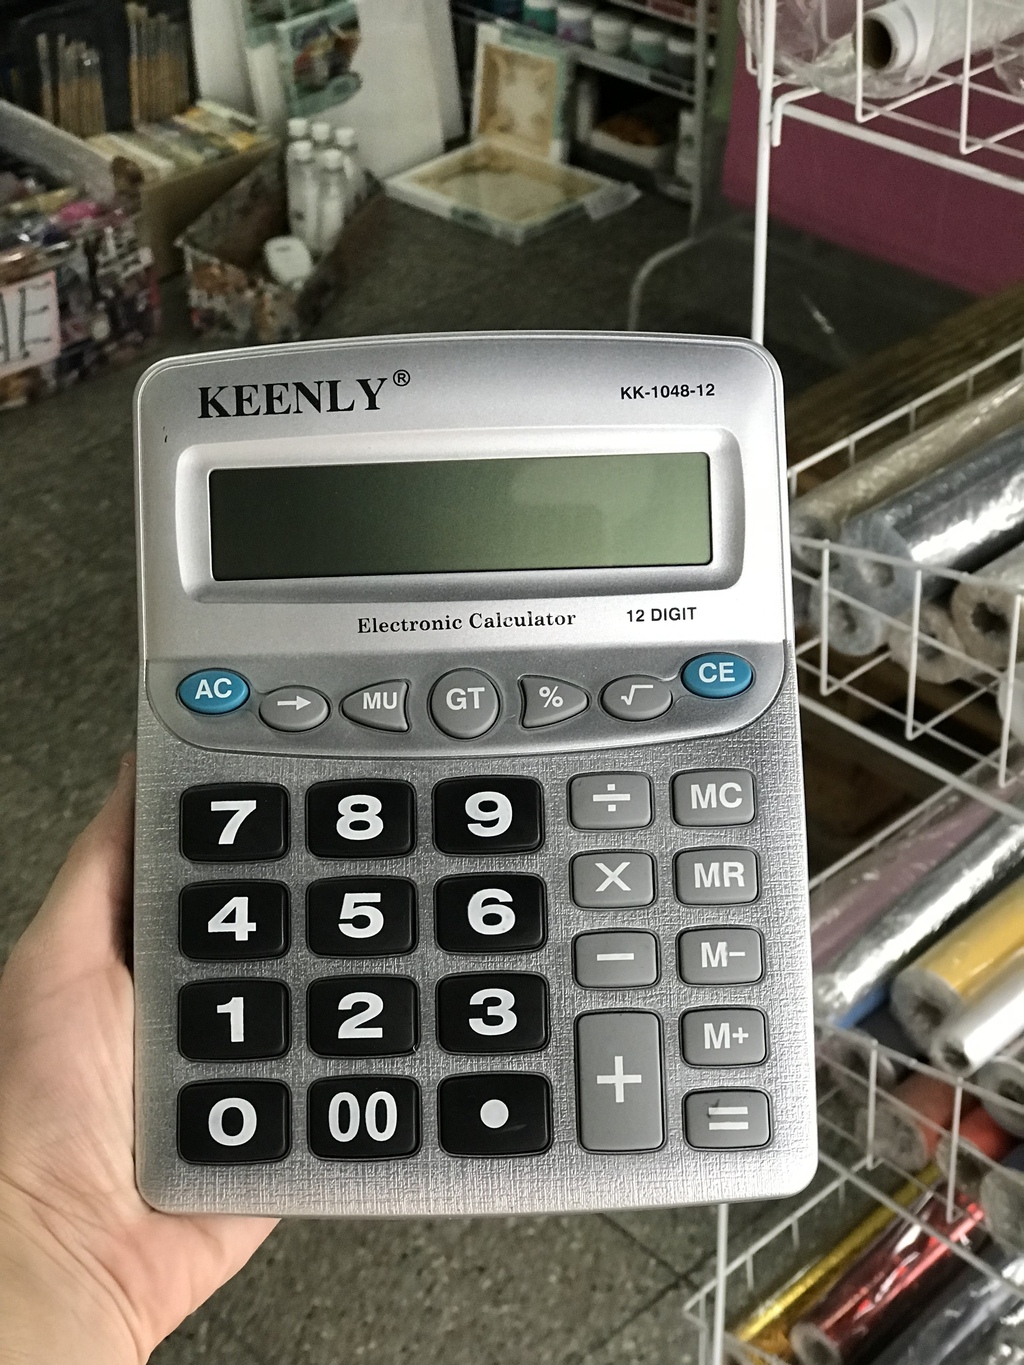 KEENLY®
KK-1048-12
Electronic Calculator
12 DIGIT
AC → MU GT % √ CE
7 8 9 ÷ MC
4 5 6 X MR
1 2 3 − M−
0 00 • + M+
=